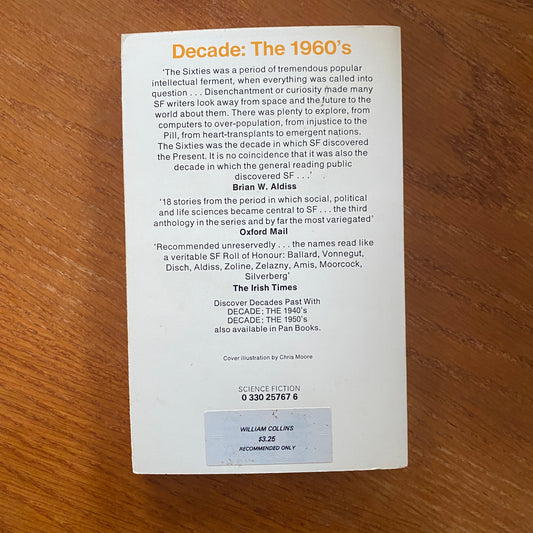 Decade: The 1960's
'The Sixties was a period of tremendous popular
intellectual ferment, when everything was called into
question . . . Disenchantment or curiosity made many
SF writers look away from space and the future to the
world about them. There was plenty to explore, from
computers to over-population, from injustice to the
Pill, from heart-transplants to emergent nations.
The Sixties was the decade in which SF discovered
the Present. It is no coincidence that it was also the
decade in which the general reading public
discovered SF . . .'
Brian W. Aldiss
'18 stories from the period in which social, political
and life sciences became central to SF . . . the third
anthology in the series and by far the most variegated'
Oxford Mail
'Recommended unreservedly . . . the names read like
a veritable SF Roll of Honour: Ballard, Vonnegut,
Disch, Aldiss, Zoline, Zelazny, Amis, Moorcock,
Silverberg'
The Irish Times
Discover Decades Past With
DECADE; THE 1940's
DECADE; THE 1950's
also available in Pan Books.
Cover illustration by Chris Moore
SCIENCE FICTION
0 330 25767 6
WILLIAM COLLINS
$3.25
RECOMMENDED ONLY